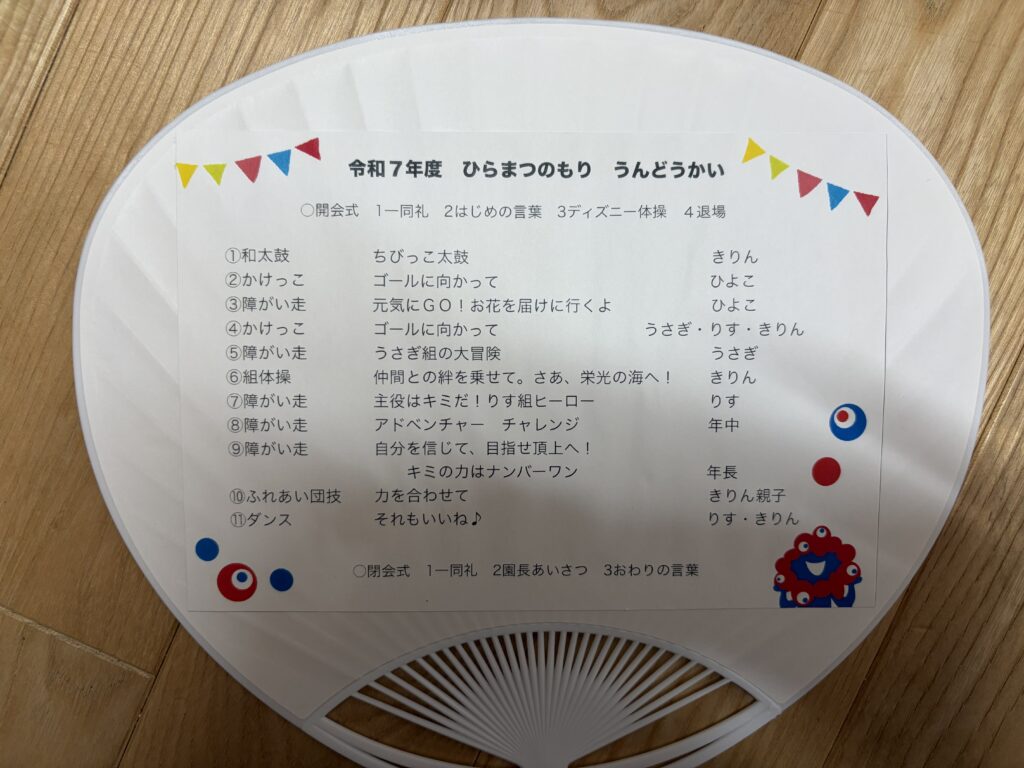 令和７年度　ひらまつのもり　うんどうかい
○開会式　1一同礼　2はじめの言葉　3ディズニー体操　４退場
①和太鼓　ちびっこ太鼓　きりん
②かけっこ　ゴールに向かって　ひよこ
③障がい走　元気にＧＯ！お花を届けに行くよ　ひよこ
④かけっこ　ゴールに向かって　うさぎ・りす・きりん
⑤障がい走　うさぎ組の大冒険　うさぎ
⑥組体操　仲間との絆を乗せて。さあ、栄光の海へ！　きりん
⑦障がい走　主役はキミだ！りす組ヒーロー　りす
⑧障がい走　アドベンチャー　チャレンジ　年中
⑨障がい走　自分を信じて、目指せ頂上へ！
キミの力はナンバーワン　年長
⑩ふれあい団技　力を合わせて　きりん親子
⑪ダンス　それもいいね♪　りす・きりん
○閉会式　1一同礼　2園長あいさつ　3おわりの言葉